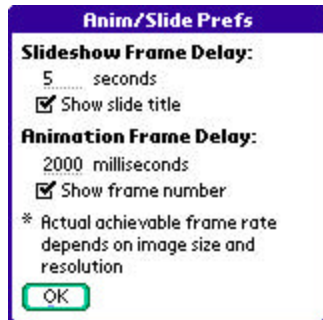 Anim/Slide Prefs
Slideshow Frame Delay:
5 seconds
Show slide title
Animation Frame Delay:
2000 milliseconds
Show frame number
* Actual achievable frame rate
depends on image size and
resolution
OK